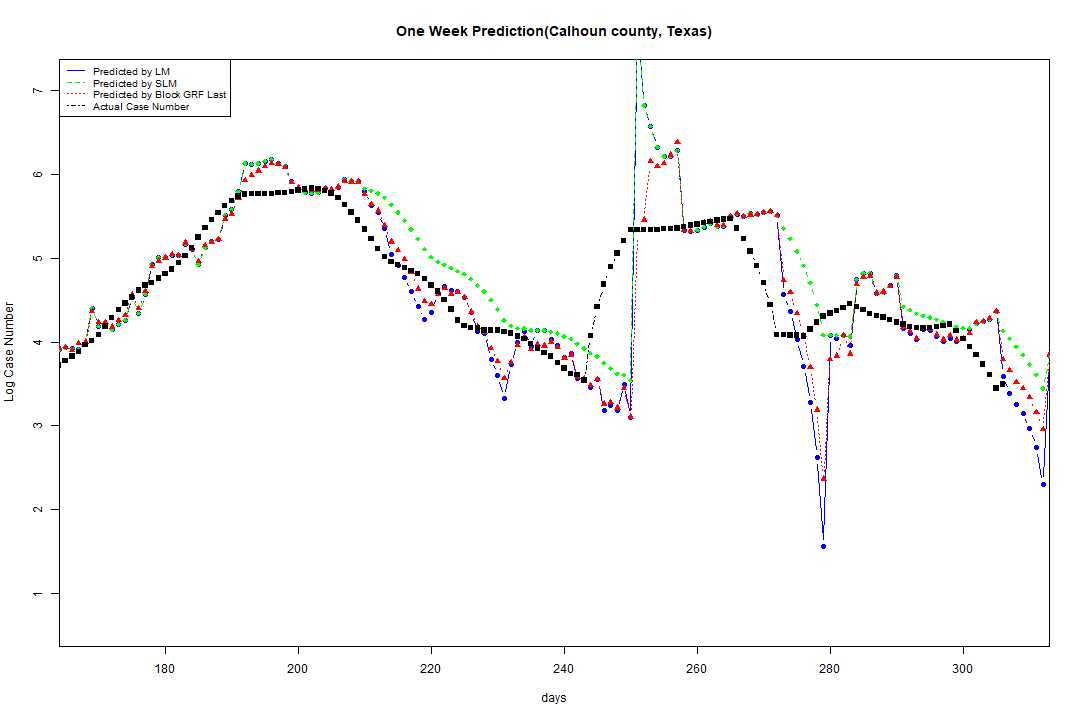 One Week Prediction(Calhoun county, Texas)
Predicted by LM
Predicted by SLM
Predicted by Block GRF Last
Actual Case Number
7
6
5
4
3
2
1
Log Case Number
180 200 220 240 260 280 300
days